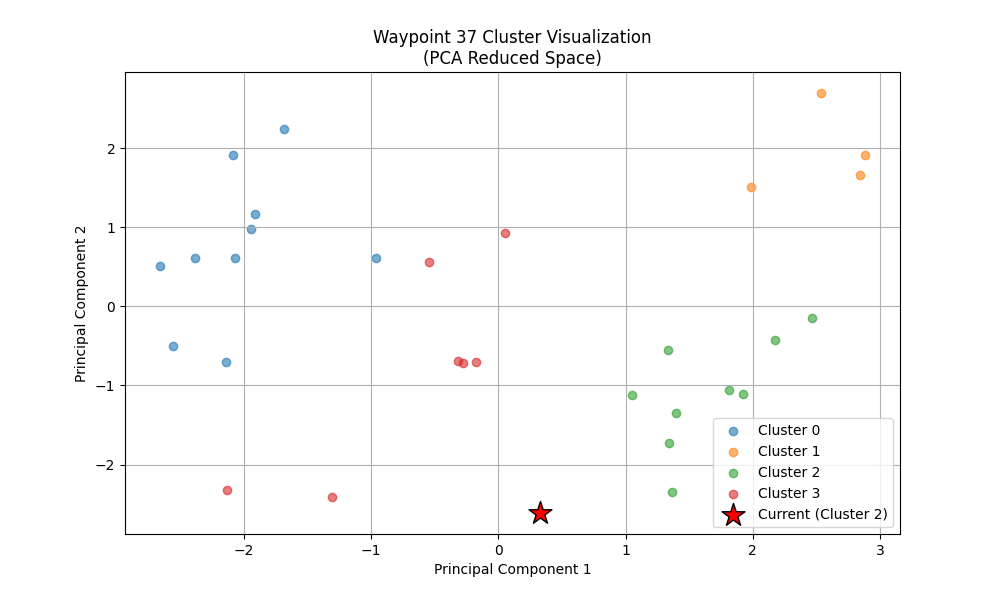 Waypoint 37 Cluster Visualization
(PCA Reduced Space)
Principal Component 2
2
1
0
−1
−2
Cluster 0
Cluster 1
Cluster 2
Cluster 3
Current (Cluster 2)
−2 −1 0 1 2 3
Principal Component 1